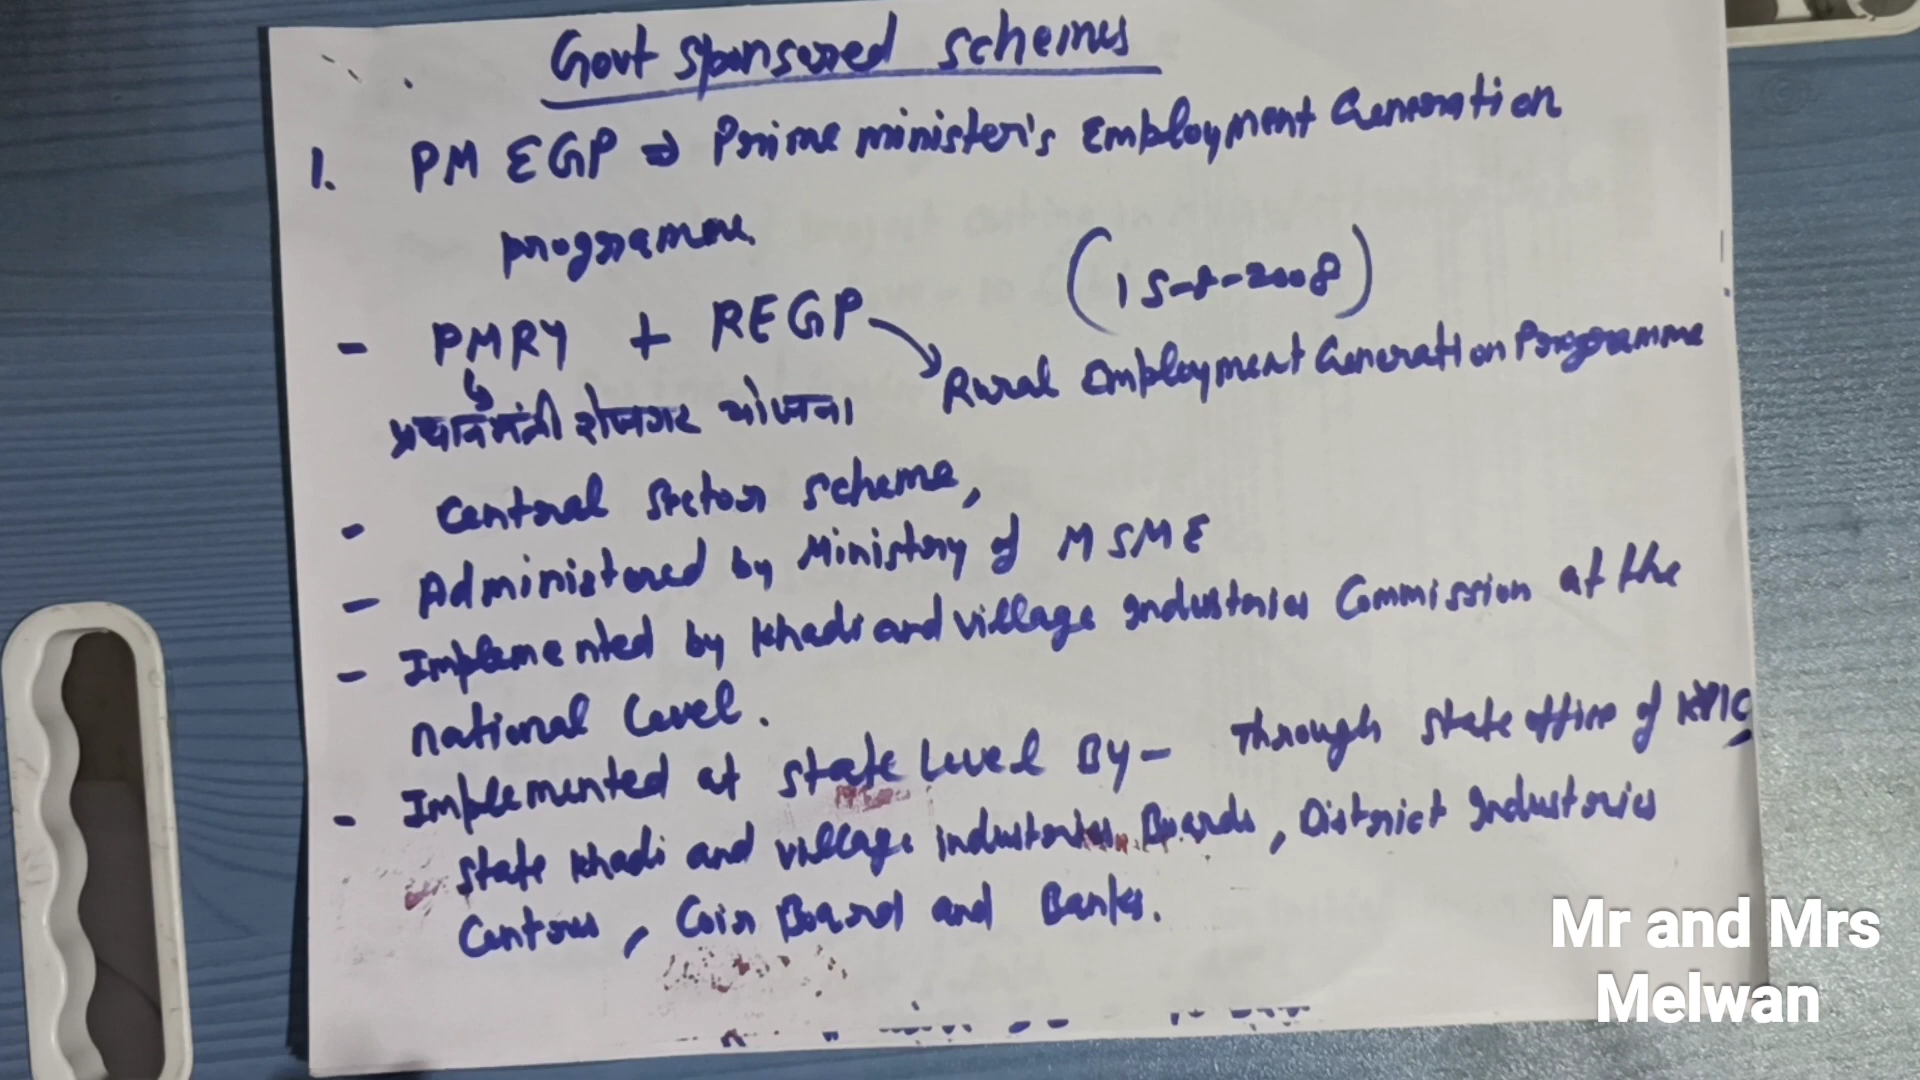 Govt sponsored schemes
1. PM EGP ⇒ Prime minister's Employment Generation
programme
(15-8-2008)
- PMRY + REGP
Rural Employment Generation Programme
प्रधानमंत्री रोजगार योजना
- Central Sector scheme,
- Administered by Ministry of MSME
- Implemented by Khadi and village Industries Commission at the
national Level.
- Implemented at state Level By - Through state office of KVIC
state Khadi and village industries Boards, District Industries
Centres, Coir Board and Banks.
Mr and Mrs
Melwan